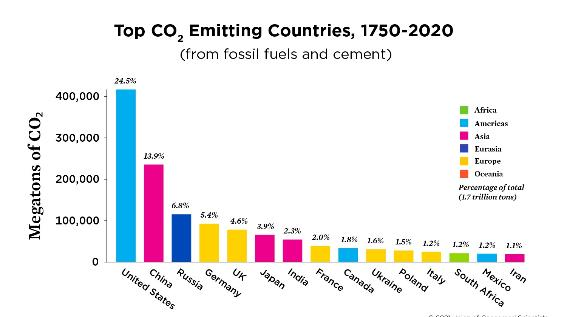 Top CO2 Emitting Countries, 1750-2020
(from fossil fuels and cement)
Megatons of CO2
400,000
300,000
200,000
100,000
0
24.5%
13.9%
6.8%
5.4%
4.6%
3.9%
2.3%
2.0%
1.8%
1.6%
1.5%
1.2%
1.2%
1.2%
1.1%
United States
China
Russia
Germany
UK
Japan
India
France
Canada
Ukraine
Poland
Italy
South Africa
Mexico
Iran
Africa
Americas
Asia
Eurasia
Europe
Oceania
Percentage of total
(1.7 trillion tons)